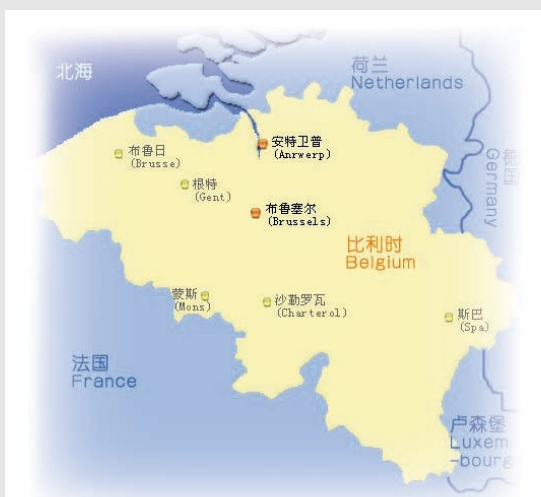 北海
荷兰
Netherlands
德国
Germany
安特卫普
(Anrwerp)
布鲁日
(Brusse)
根特
(Gent)
布鲁塞尔
(Brussels)
比利时
Belgium
蒙斯
(Mons)
沙勒罗瓦
(Charterol)
斯巴
(Spa)
法国
France
卢森堡
Luxem
-bourg